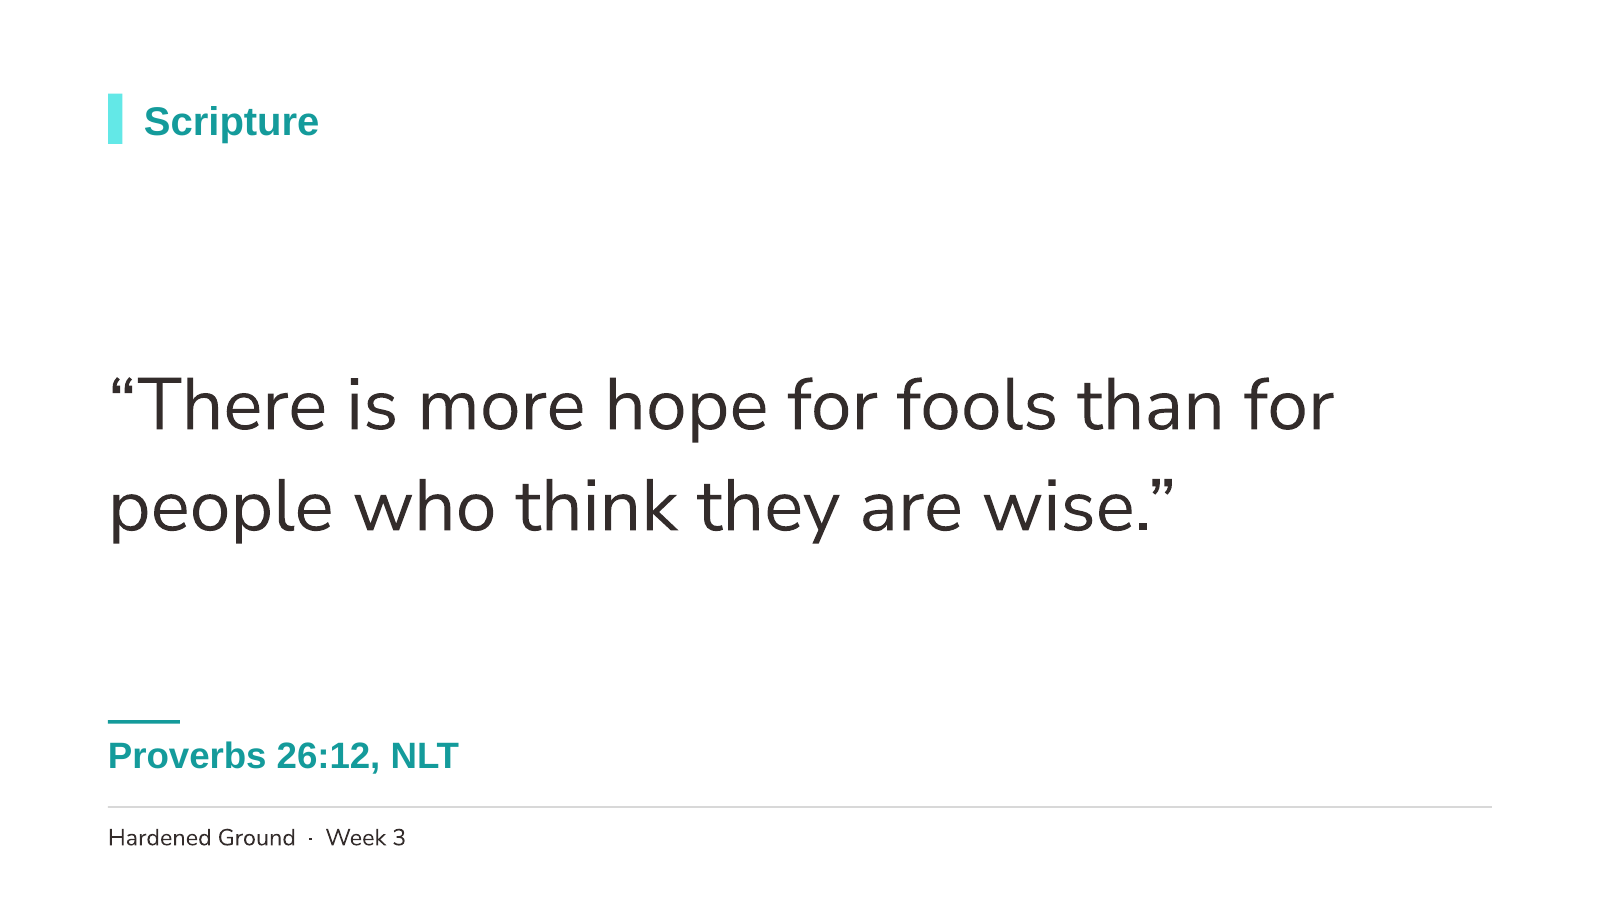 Scripture
“There is more hope for fools than for
people who think they are wise.”
Proverbs 26:12, NLT
Hardened Ground · Week 3